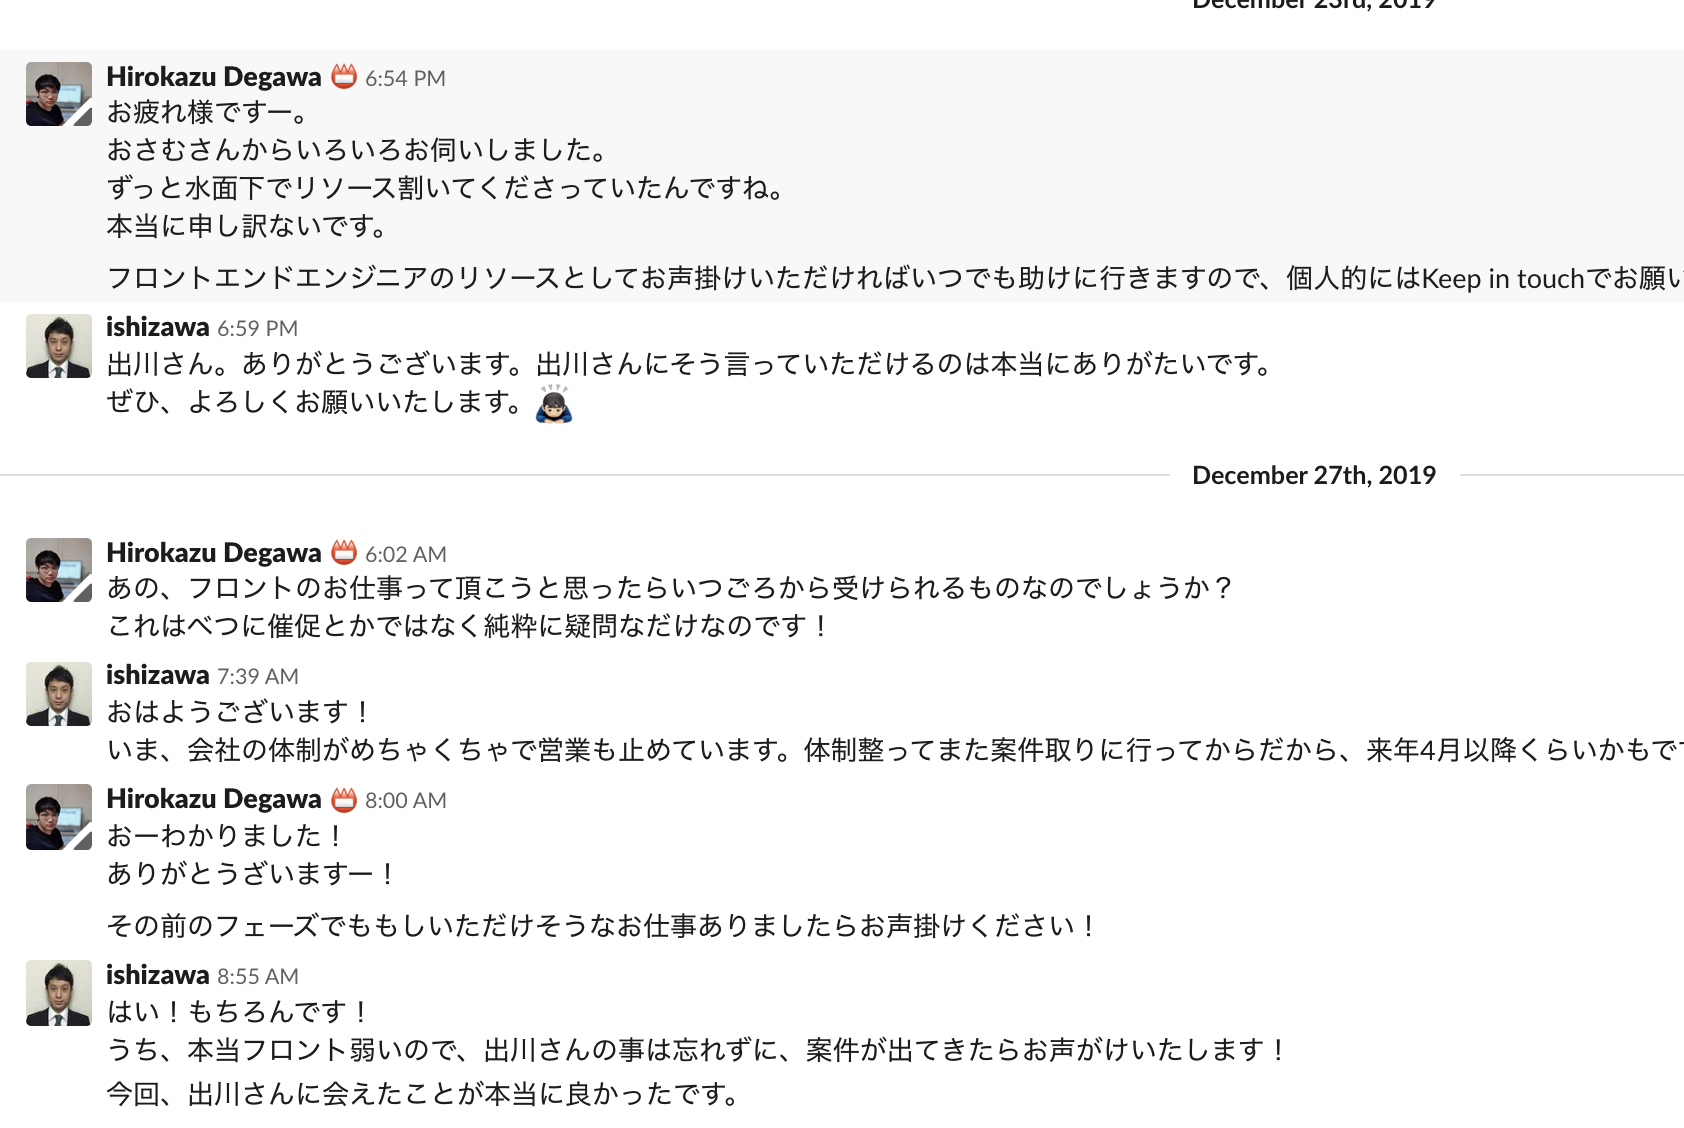 December 23rd, 2019
Hirokazu Degawa 6:54 PM
お疲れ様ですー。
おさむさんからいろいろお伺いしました。
ずっと水面下でリソース割いてくださっていたんですね。
本当に申し訳ないです。
フロントエンドエンジニアのリソースとしてお声掛けいただければいつでも助けに行きますので、個人的にはKeep in touchでお願い
ishizawa 6:59 PM
出川さん。ありがとうございます。出川さんにそう言っていただけるのは本当にありがたいです。
ぜひ、よろしくお願いいたします。
December 27th, 2019
Hirokazu Degawa 6:02 AM
あの、フロントのお仕事って頂こうと思ったらいつごろから受けられるものなのでしょうか？
これはべつに催促とかではなく純粋に疑問なだけなのです！
ishizawa 7:39 AM
おはようございます！
いま、会社の体制がめちゃくちゃで営業も止めています。体制整ってまた案件取りに行ってからだから、来年4月以降くらいかもで
Hirokazu Degawa 8:00 AM
おーわかりました！
ありがとうざいますー！
その前のフェーズでももしいただけそうなお仕事ありましたらお声掛けください！
ishizawa 8:55 AM
はい！もちろんです！
うち、本当フロント弱いので、出川さんの事は忘れずに、案件が出てきたらお声がけいたします！
今回、出川さんに会えたことが本当に良かったです。